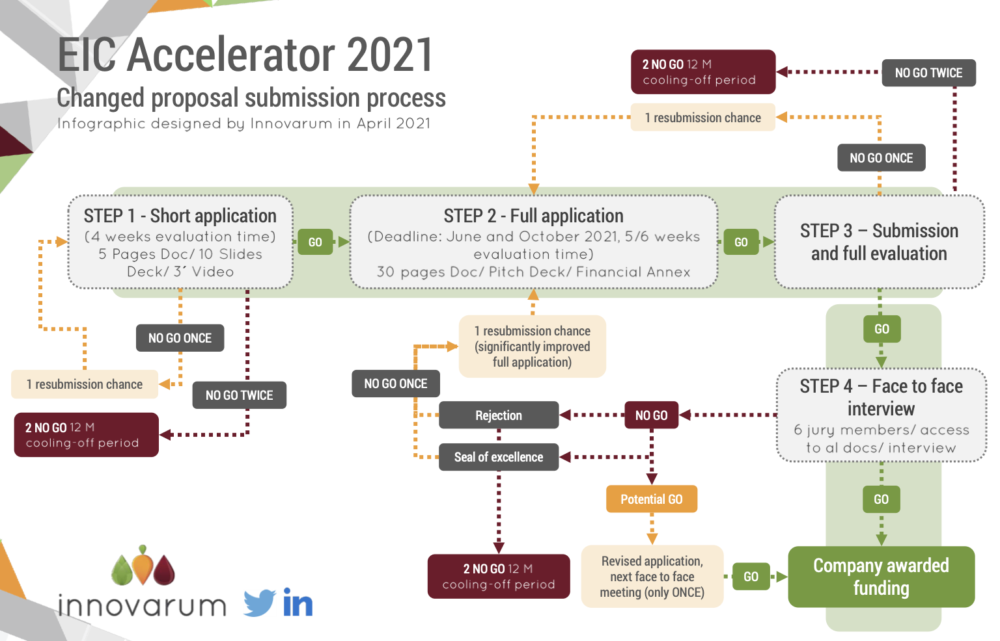 EIC Accelerator 2021
Changed proposal submission process
Infographic designed by Innovarum in April 2021
2 NO GO 12 M
cooling-off period
NO GO TWICE
1 resubmission chance
NO GO ONCE
STEP 1 - Short application
(4 weeks evaluation time)
5 Pages Doc/ 10 Slides
Deck/ 3´ Video
GO
STEP 2 - Full application
(Deadline: June and October 2021, 5/6 weeks
evaluation time)
30 pages Doc/ Pitch Deck/ Financial Annex
GO
STEP 3 – Submission
and full evaluation
NO GO ONCE
1 resubmission chance
NO GO TWICE
2 NO GO 12 M
cooling-off period
1 resubmission chance
(significantly improved
full application)
NO GO ONCE
Rejection
NO GO
Seal of excellence
Potential GO
GO
STEP 4 – Face to face
interview
6 jury members/ access
to al docs/ interview
GO
2 NO GO 12 M
cooling-off period
Revised application,
next face to face
meeting (only ONCE)
GO
Company awarded
funding
innovarum
in